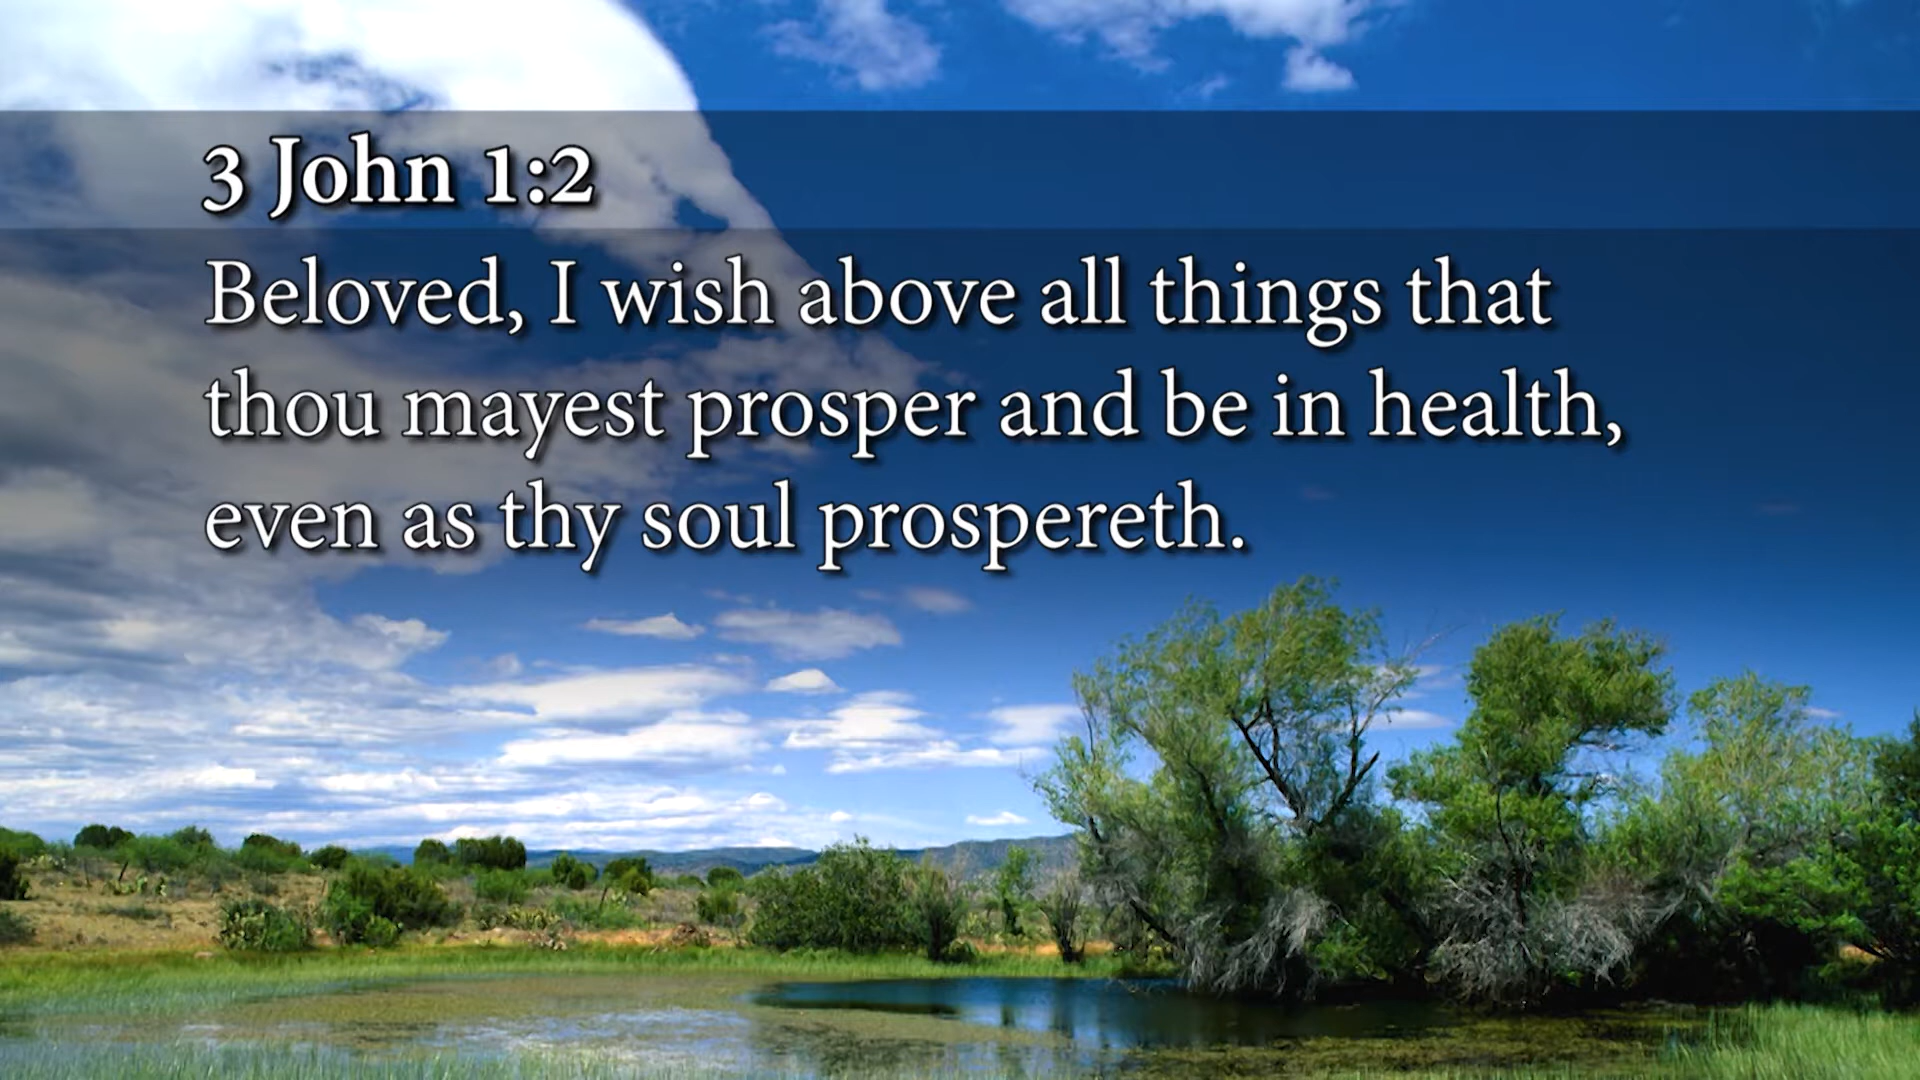 3 John 1:2
Beloved, I wish above all things that
thou mayest prosper and be in health,
even as thy soul prospereth.